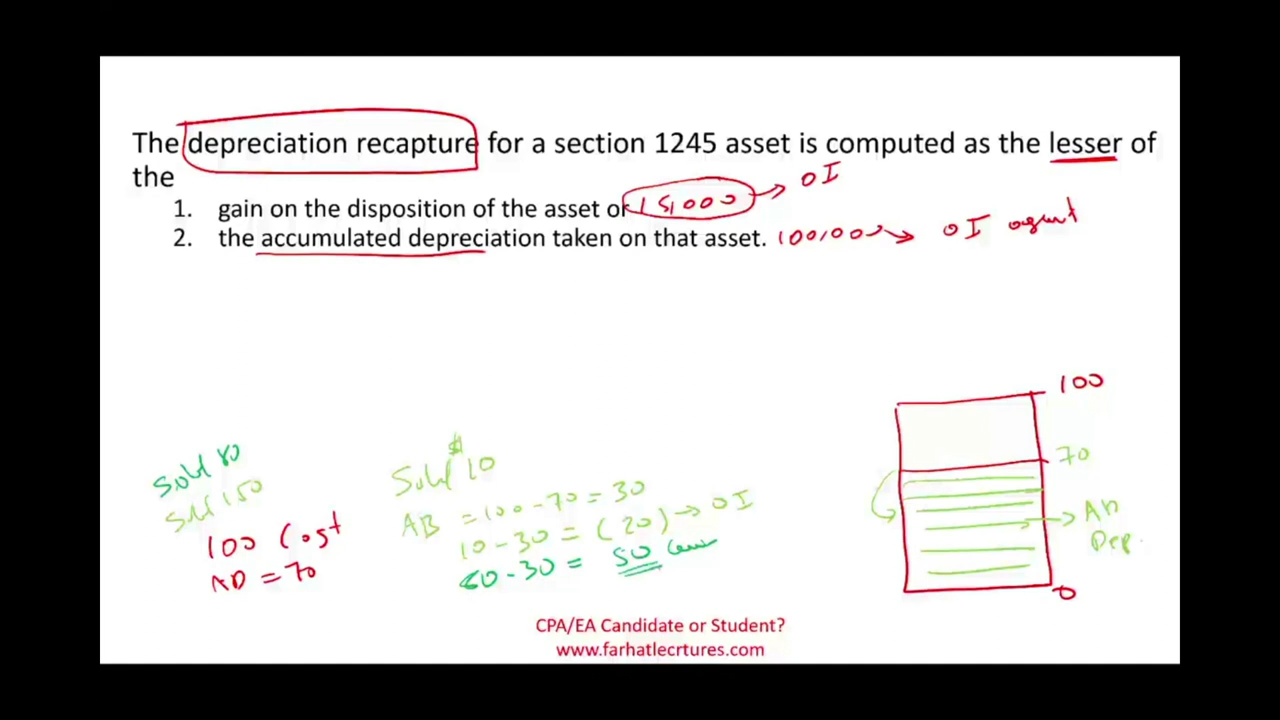 The depreciation recapture for a section 1245 asset is computed as the lesser of
the
1. gain on the disposition of the asset or 15,000 → OI
2. the accumulated depreciation taken on that asset. 100,000 → OI
100
70
0
Sold 80
Sold 150
100 Cost
AD = 70
Sold $10
AB = 100 - 70 = 30
10 - 30 = (20) → OI
80 - 30 = 50
Dep.
CPA/EA Candidate or Student?
www.farhatlecrtures.com